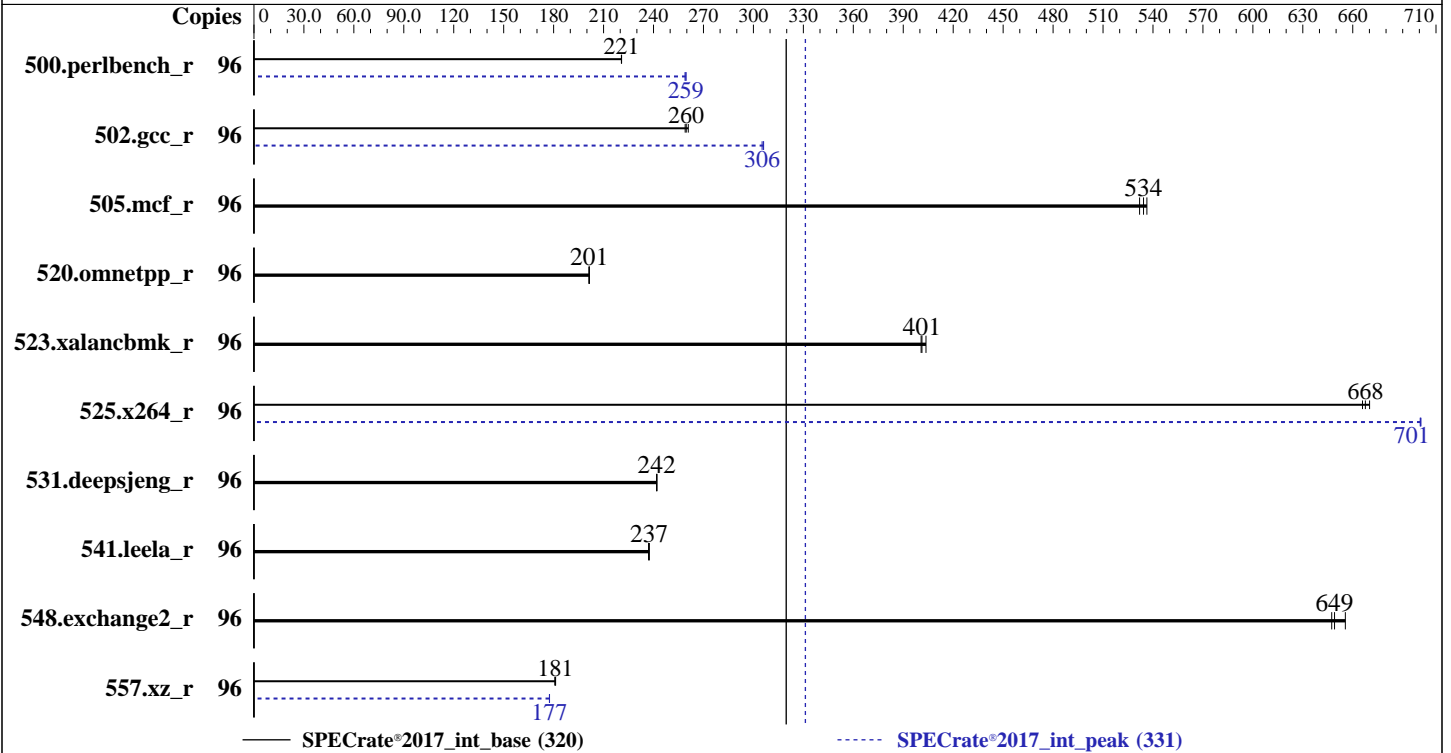 Copies 0 30.0 60.0 90.0 120 150 180 210 240 270 300 330 360 390 420 450 480 510 540 570 600 630 660 710
221
500.perlbench_r 96
259
260
502.gcc_r 96
306
534
505.mcf_r 96
201
520.omnetpp_r 96
401
523.xalancbmk_r 96
668
525.x264_r 96
701
242
531.deepsjeng_r 96
237
541.leela_r 96
649
548.exchange2_r 96
181
557.xz_r 96
177
SPECrate®2017_int_base (320) SPECrate®2017_int_peak (331)